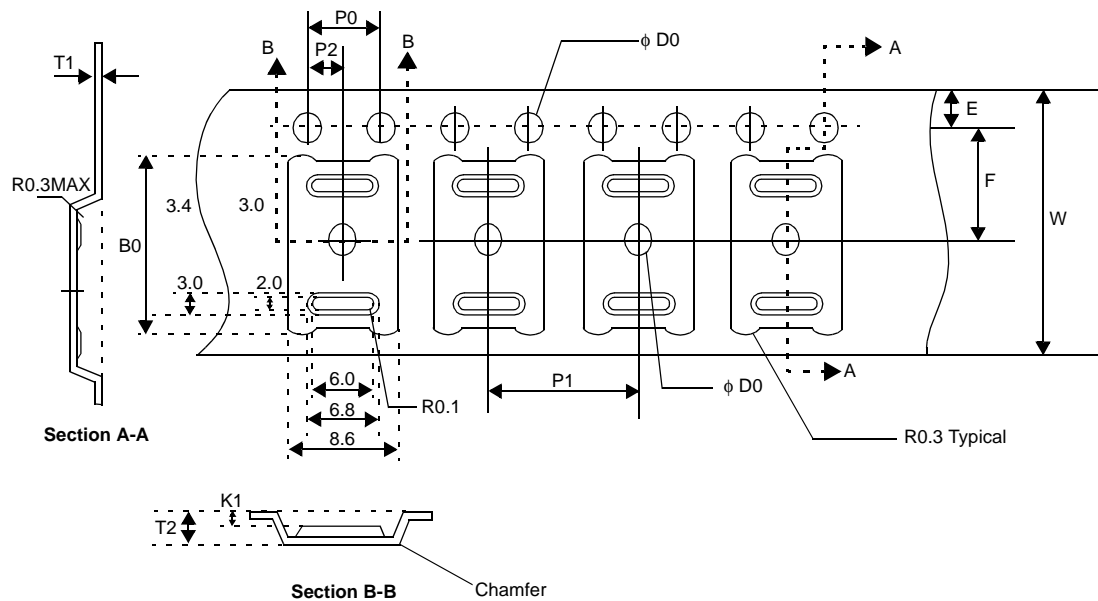 P0
B
B
φ D0
A
P2
T1
E
R0.3MAX
F
3.4
3.0
W
B0
3.0
2.0
6.0
P1
φ D0
A
6.8
R0.1
8.6
R0.3 Typical
Section A-A
K1
T2
Chamfer
Section B-B